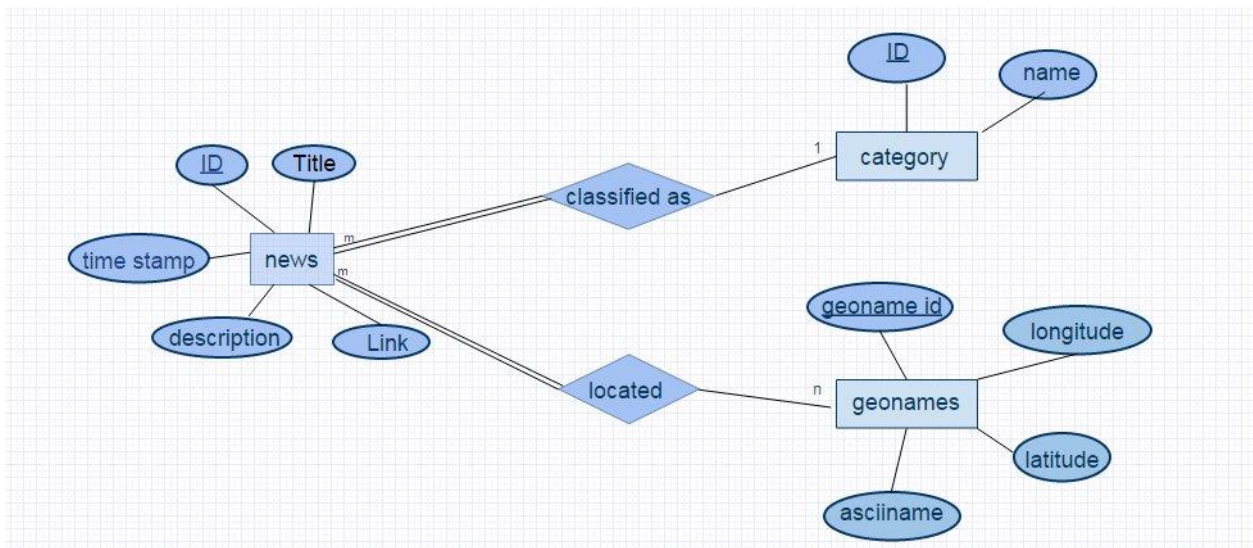 ID
name
1
category
ID
Title
classified as
m
time stamp
news
m
description
Link
geoname id
longitude
located
n
geonames
latitude
asciiname